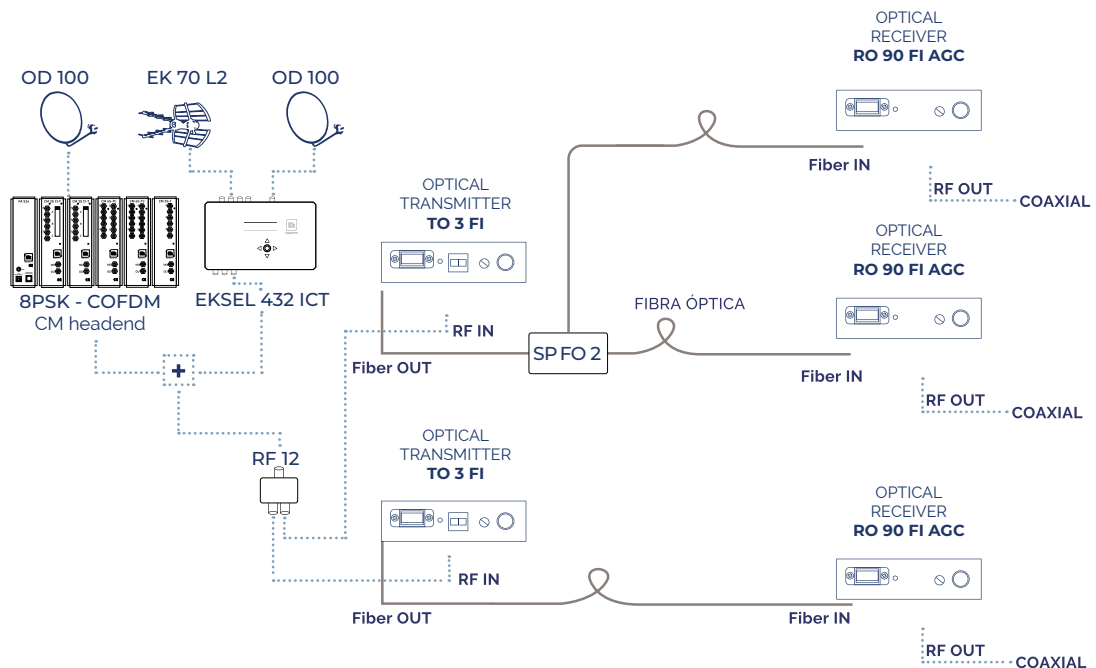 OPTICAL
RECEIVER
RO 90 FI AGC
OD 100
EK 70 L2
OD 100
Fiber IN
OPTICAL
TRANSMITTER
TO 3 FI
RF OUT
COAXIAL
OPTICAL
RECEIVER
RO 90 FI AGC
8PSK - COFDM
CM headend
EKSEL 432 ICT
FIBRA ÓPTICA
RF IN
SP FO 2
Fiber OUT
Fiber IN
+
RF OUT
COAXIAL
OPTICAL
TRANSMITTER
TO 3 FI
RF 12
OPTICAL
RECEIVER
RO 90 FI AGC
RF IN
Fiber OUT
Fiber IN
RF OUT
COAXIAL